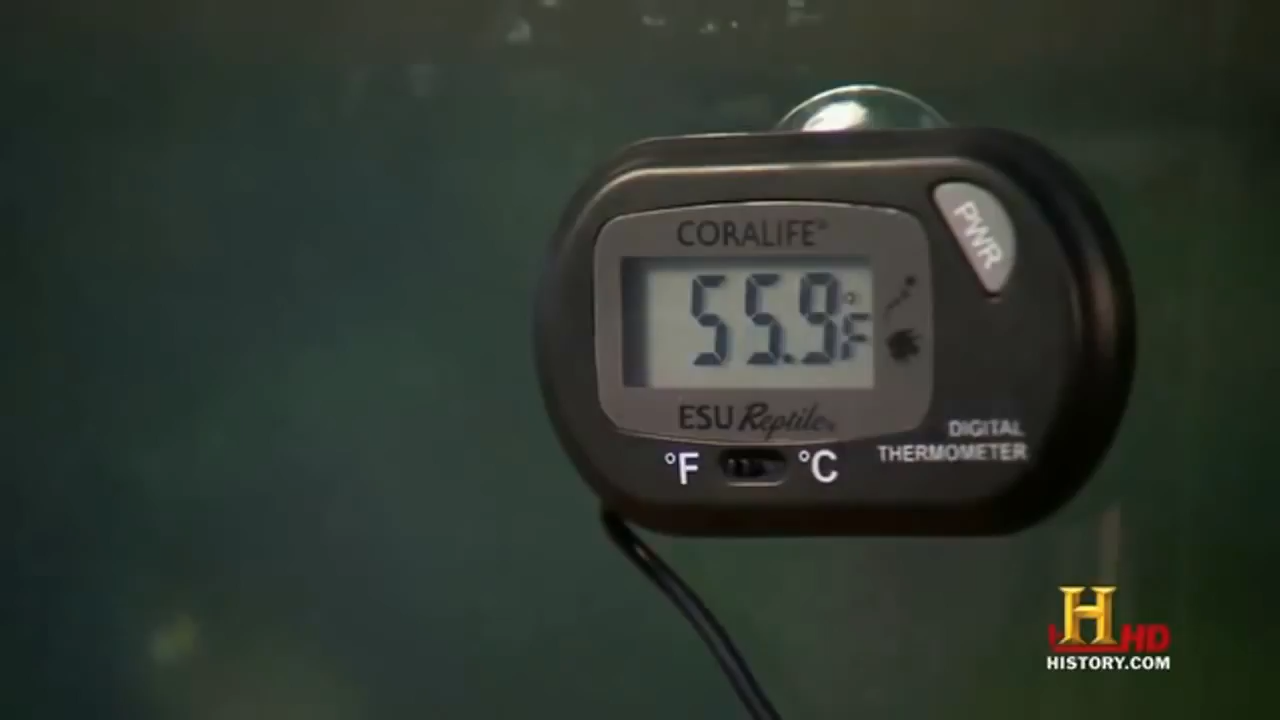 CORALIFE®
PWR
55.9°F
ESU Reptile
°F °C
DIGITAL
THERMOMETER
H HD
HISTORY.COM